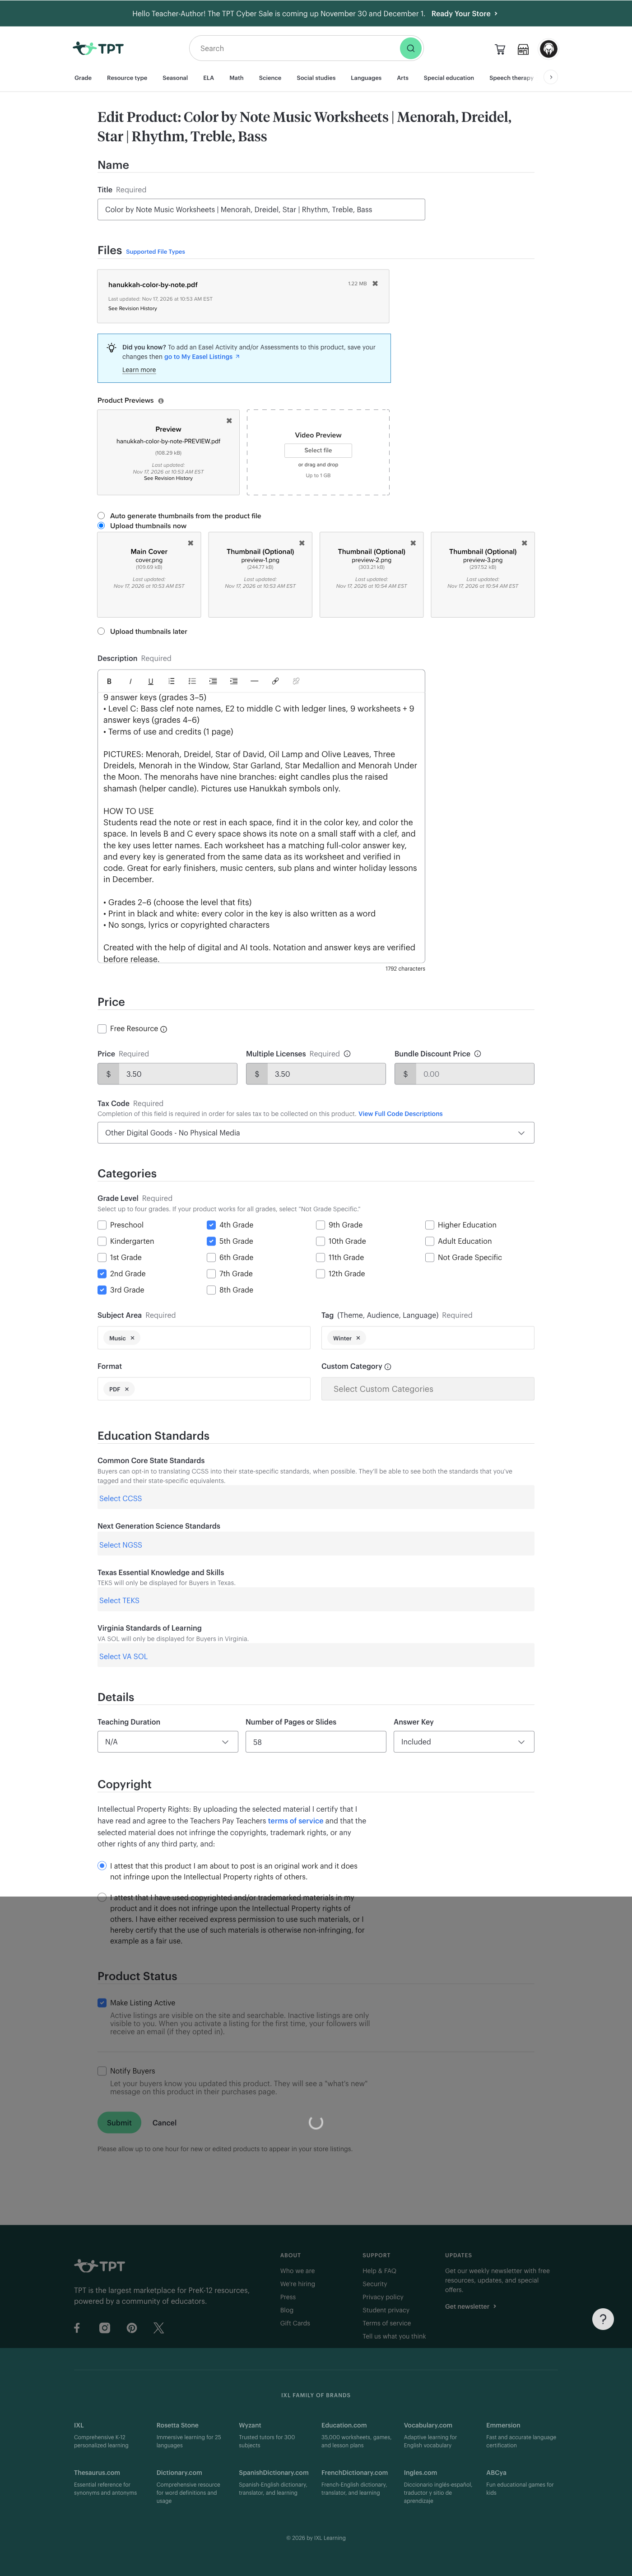 Hello Teacher-Author! The TPT Cyber Sale is coming up November 30 and December 1. Ready Your Store >
TPT
Search
Grade Resource type Seasonal ELA Math Science Social studies Languages Arts Special education Speech therapy
Edit Product: Color by Note Music Worksheets | Menorah, Dreidel,
Star | Rhythm, Treble, Bass
Name
Title Required
Color by Note Music Worksheets | Menorah, Dreidel, Star | Rhythm, Treble, Bass
Files Supported File Types
hanukkah-color-by-note.pdf
1.22 MB
Last updated: Nov 17, 2026 at 10:53 AM EST
See Revision History
Did you know? To add an Easel Activity and/or Assessments to this product, save your
changes then go to My Easel Listings
Learn more
Product Previews
Preview
hanukkah-color-by-note-PREVIEW.pdf
(108.29 kB)
Last updated:
Nov 17, 2026 at 10:53 AM EST
See Revision History
Video Preview
Select file
or drag and drop
Up to 1 GB
Auto generate thumbnails from the product file
Upload thumbnails now
Main Cover
cover.png
(109.69 kB)
Last updated:
Nov 17, 2026 at 10:53 AM EST
Thumbnail (Optional)
preview-1.png
(244.77 kB)
Last updated:
Nov 17, 2026 at 10:53 AM EST
Thumbnail (Optional)
preview-2.png
(303.21 kB)
Last updated:
Nov 17, 2026 at 10:54 AM EST
Thumbnail (Optional)
preview-3.png
(297.52 kB)
Last updated:
Nov 17, 2026 at 10:54 AM EST
Upload thumbnails later
Description Required
B I U
9 answer keys (grades 3–5)
• Level C: Bass clef note names, E2 to middle C with ledger lines, 9 worksheets + 9
answer keys (grades 4–6)
• Terms of use and credits (1 page)
PICTURES: Menorah, Dreidel, Star of David, Oil Lamp and Olive Leaves, Three
Dreidels, Menorah in the Window, Star Garland, Star Medallion and Menorah Under
the Moon. The menorahs have nine branches: eight candles plus the raised
shamash (helper candle). Pictures use Hanukkah symbols only.
HOW TO USE
Students read the note or rest in each space, find it in the color key, and color the
space. In levels B and C every space shows its note on a small staff with a clef, and
the key uses letter names. Each worksheet has a matching full-color answer key,
and every key is generated from the same data as its worksheet and verified in
code. Great for early finishers, music centers, sub plans and winter holiday lessons
in December.
• Grades 2–6 (choose the level that fits)
• Print in black and white: every color in the key is also written as a word
• No songs, lyrics or copyrighted characters
Created with the help of digital and AI tools. Notation and answer keys are verified
before release.
1792 characters
Price
Free Resource
Price Required
$ 3.50
Multiple Licenses Required
$ 3.50
Bundle Discount Price
$ 0.00
Tax Code Required
Completion of this field is required in order for sales tax to be collected on this product. View Full Code Descriptions
Other Digital Goods - No Physical Media
Categories
Grade Level Required
Select up to four grades. If your product works for all grades, select "Not Grade Specific."
Preschool 4th Grade 9th Grade Higher Education
Kindergarten 5th Grade 10th Grade Adult Education
1st Grade 6th Grade 11th Grade Not Grade Specific
2nd Grade 7th Grade 12th Grade
3rd Grade 8th Grade
Subject Area Required
Music
Tag (Theme, Audience, Language) Required
Winter
Format
PDF
Custom Category
Select Custom Categories
Education Standards
Common Core State Standards
Buyers can opt-in to translating CCSS into their state-specific standards, when possible. They'll be able to see both the standards that you've
tagged and their state-specific equivalents.
Select CCSS
Next Generation Science Standards
Select NGSS
Texas Essential Knowledge and Skills
TEKS will only be displayed for Buyers in Texas.
Select TEKS
Virginia Standards of Learning
VA SOL will only be displayed for Buyers in Virginia.
Select VA SOL
Details
Teaching Duration
N/A
Number of Pages or Slides
58
Answer Key
Included
Copyright
Intellectual Property Rights: By uploading the selected material I certify that I
have read and agree to the Teachers Pay Teachers terms of service and that the
selected material does not infringe the copyrights, trademark rights, or any
other rights of any third party, and:
I attest that this product I am about to post is an original work and it does
not infringe upon the Intellectual Property rights of others.
I attest that I have used copyrighted and/or trademarked materials in my
product and it does not infringe upon the Intellectual Property rights of
others. I have either received express permission to use such materials, or I
hereby certify that the use of such materials is otherwise non-infringing, for
example as a fair use.
Product Status
Make Listing Active
Active listings are visible on the site and searchable. Inactive listings are only
visible to you. When you activate a listing the first time, your followers will
receive an email (if they opted in).
Notify Buyers
Let your buyers know you updated this product. They will see a "what's new"
message on this product in their purchases page.
Submit Cancel
Please allow up to one hour for new or edited products to appear in your store listings.
TPT
TPT is the largest marketplace for PreK-12 resources,
powered by a community of educators.
ABOUT
Who we are
We're hiring
Press
Blog
Gift Cards
SUPPORT
Help & FAQ
Security
Privacy policy
Student privacy
Terms of service
Tell us what you think
UPDATES
Get our weekly newsletter with free
resources, updates, and special
offers.
Get newsletter >
?
IXL FAMILY OF BRANDS
IXL
Comprehensive K-12
personalized learning
Rosetta Stone
Immersive learning for 25
languages
Wyzant
Trusted tutors for 300
subjects
Education.com
35,000 worksheets, games,
and lesson plans
Vocabulary.com
Adaptive learning for
English vocabulary
Emmersion
Fast and accurate language
certification
Thesaurus.com
Essential reference for
synonyms and antonyms
Dictionary.com
Comprehensive resource
for word definitions and
usage
SpanishDictionary.com
Spanish-English dictionary,
translator, and learning
FrenchDictionary.com
French-English dictionary,
translator, and learning
Ingles.com
Diccionario inglés-español,
traductor y sitio de
aprendizaje
ABCya
Fun educational games for
kids
© 2026 by IXL Learning